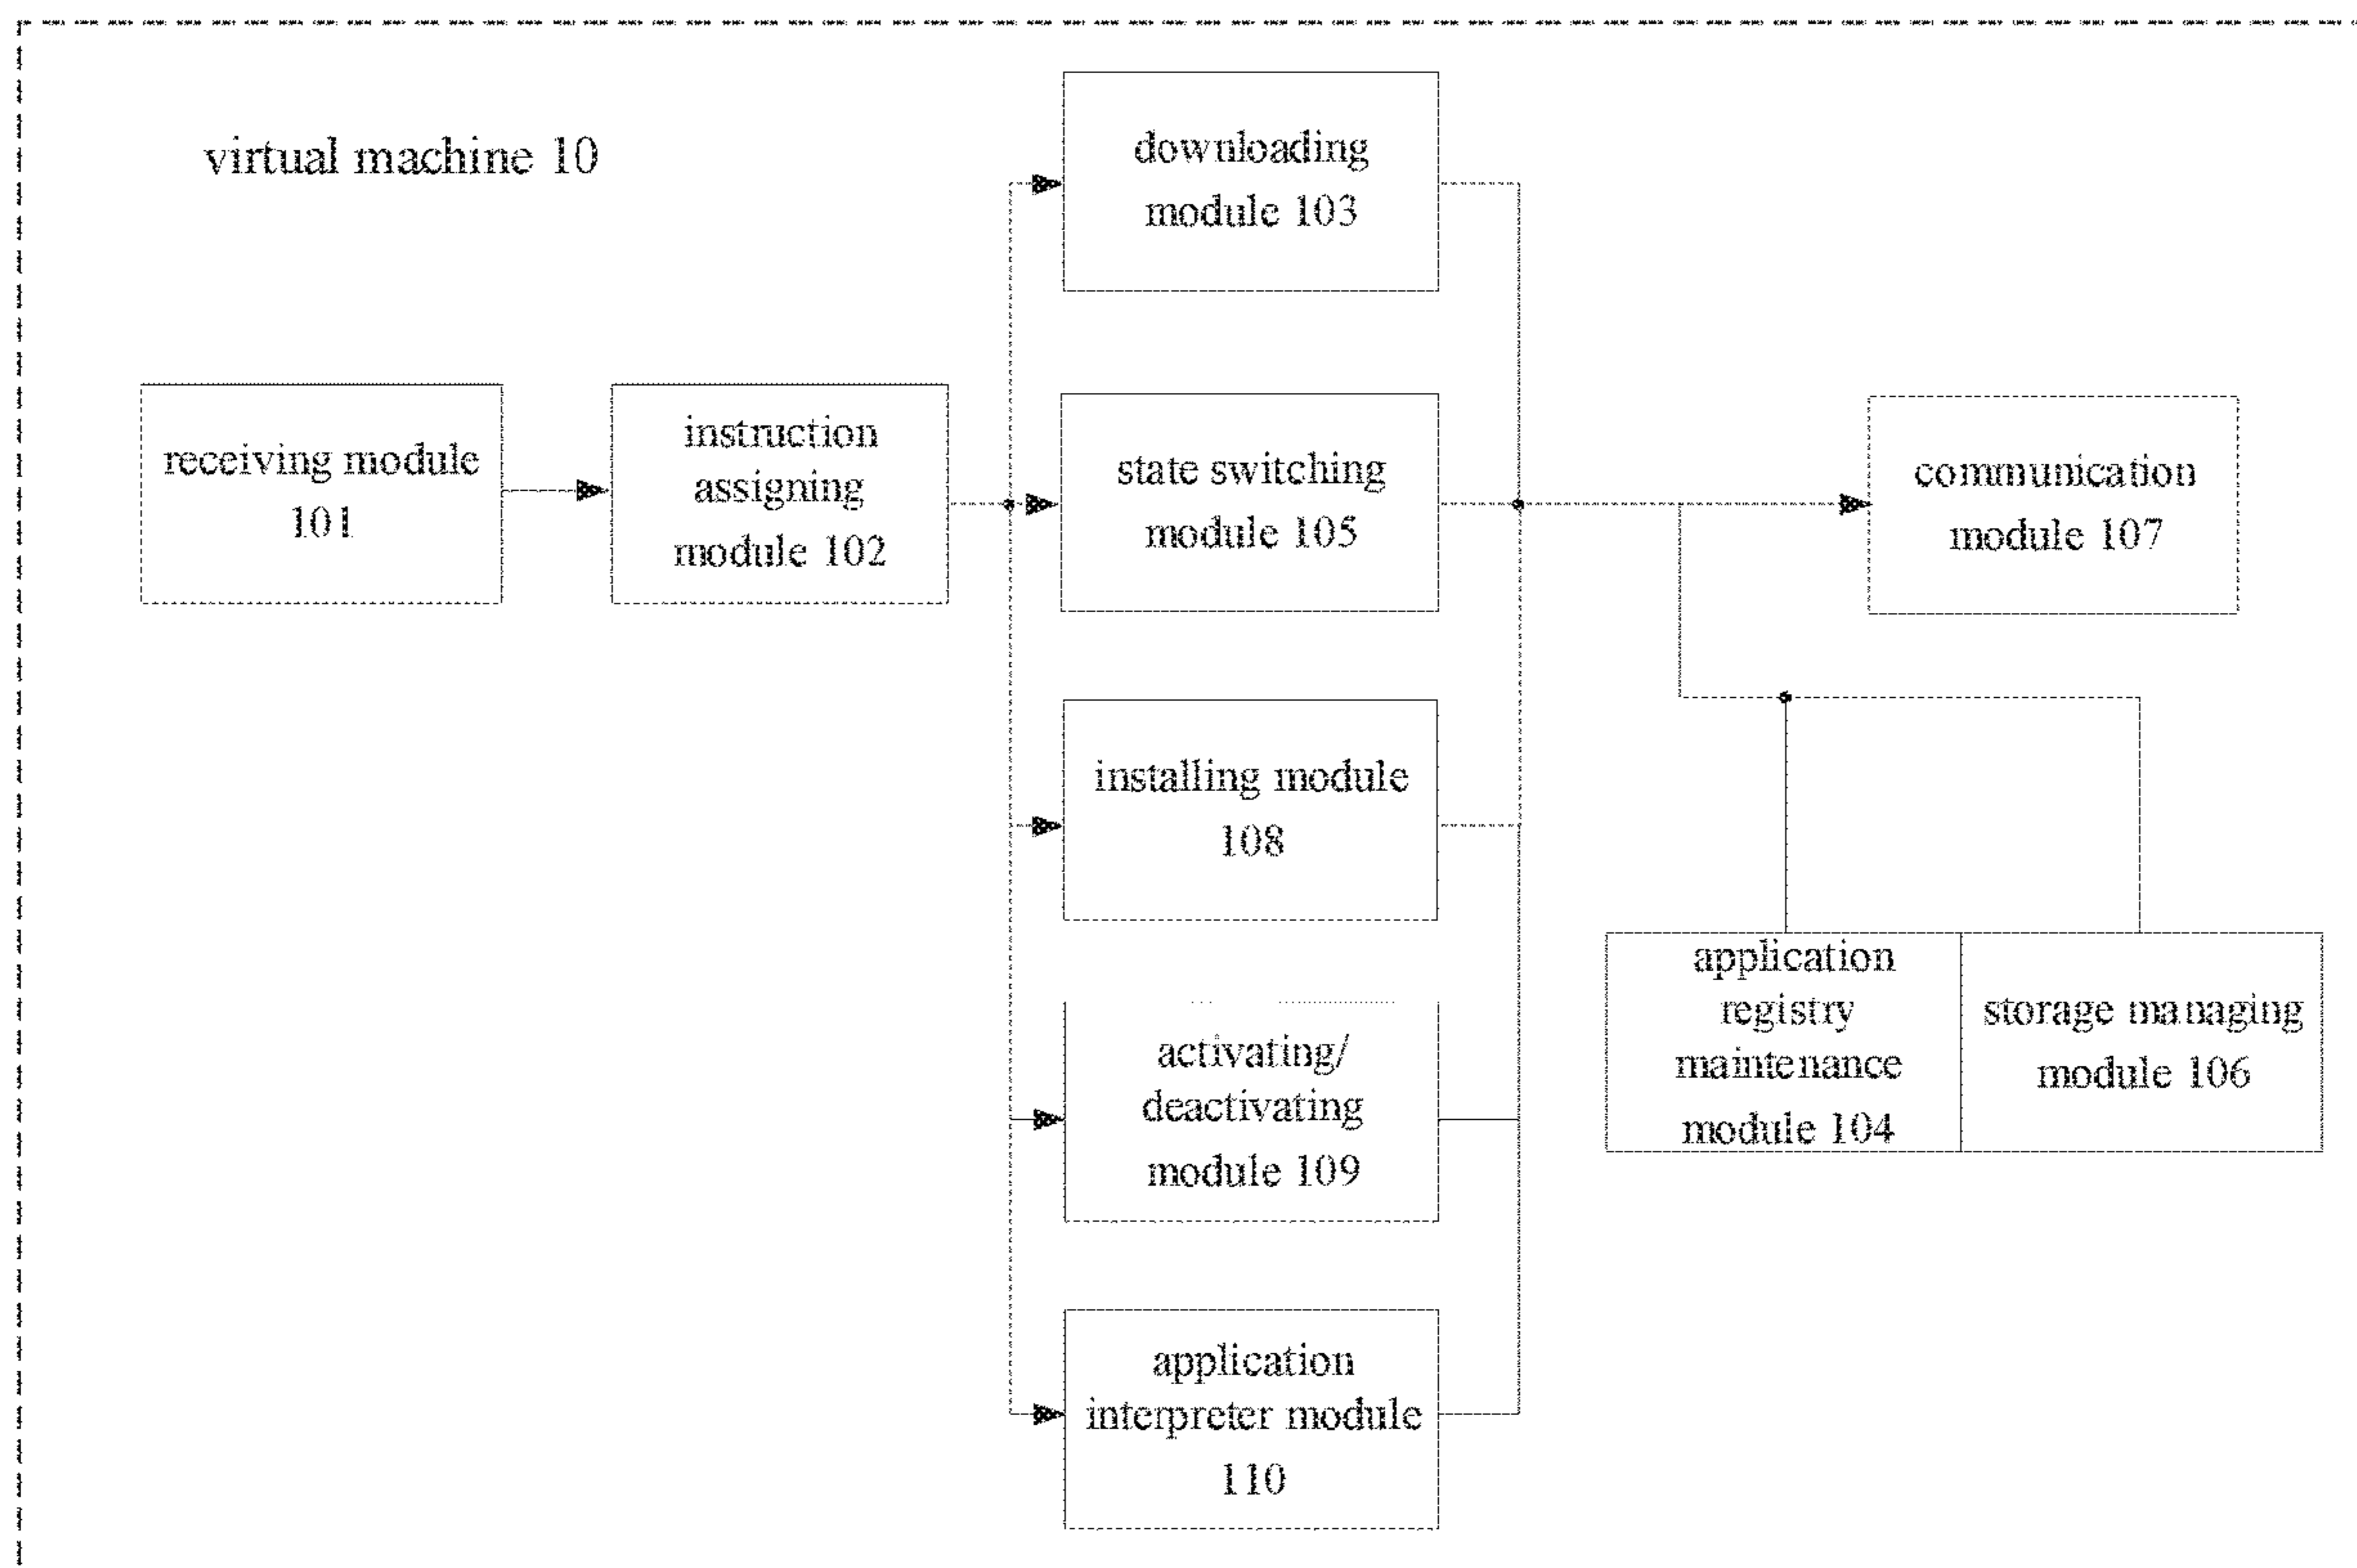 virtual machine 10
downloading
module 103
receiving module
101
instruction
assigning
module 102
state switching
module 105
communication
module 107
installing module
108
application
registry
maintenance
module 104
storage managing
module 106
activating/
deactivating
module 109
application
interpreter module
110